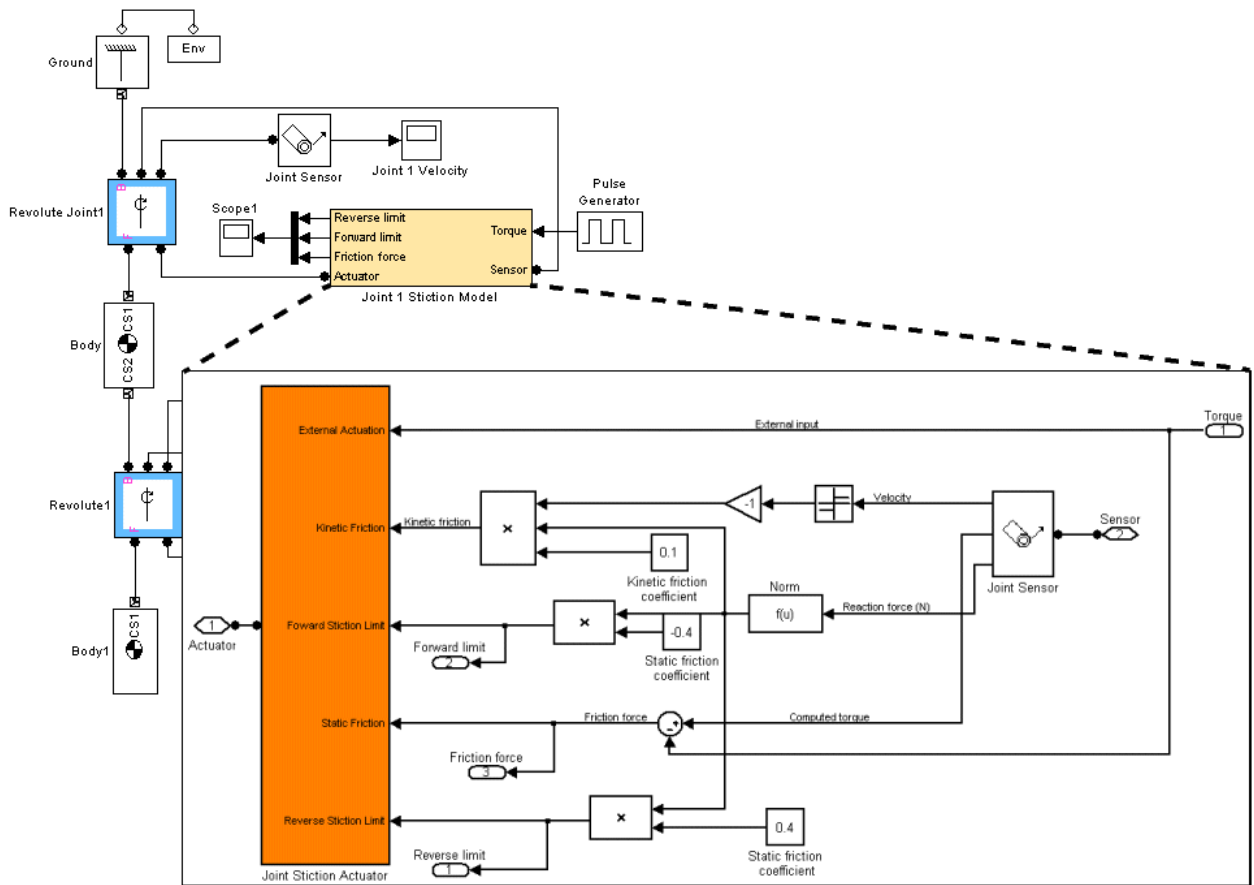 Env
Ground
Joint Sensor
Joint 1 Velocity
Pulse
Generator
B
Revolute Joint1
F
Scope1
Reverse limit
Forward limit
Friction force
Actuator
Torque
Sensor
Joint 1 Stiction Model
CS1
Body
CS2
B
Revolute1
F
CS1
Body1
External Actuation
External input
Torque
1
Velocity
-1
Kinetic Friction
Kinetic friction
×
0.1
Kinetic friction
coefficient
Sensor
2
Joint Sensor
Norm
f(u)
Reaction force (N)
1
Actuator
Foward Stiction Limit
×
-0.4
Static friction
coefficient
Forward limit
2
Static Friction
Friction force
Computed torque
+
-
Friction force
3
Reverse Stiction Limit
×
0.4
Static friction
coefficient
Reverse limit
1
Joint Stiction Actuator